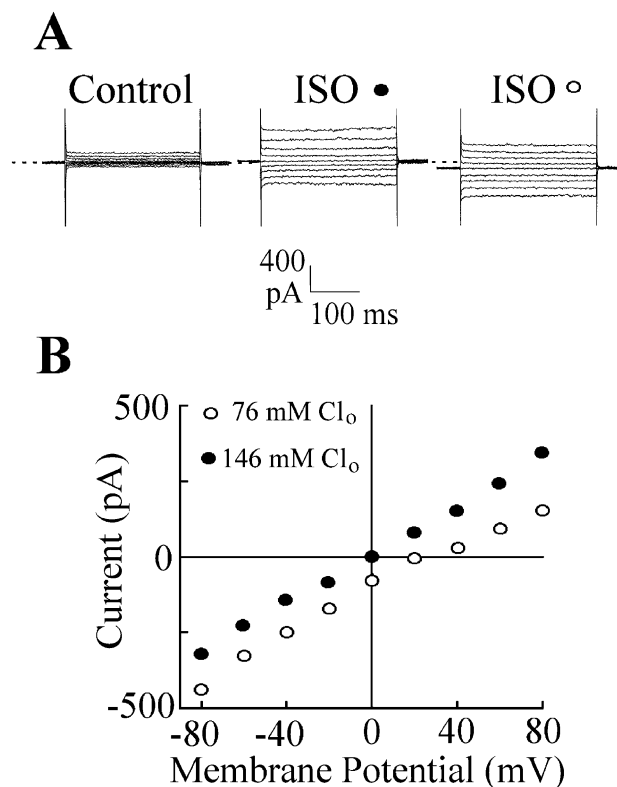 A
Control ISO ● ISO ○
400
pA
100 ms
B
500
○ 76 mM Clo
● 146 mM Clo
Current (pA)
0
-500
-80 -40 0 40 80
Membrane Potential (mV)